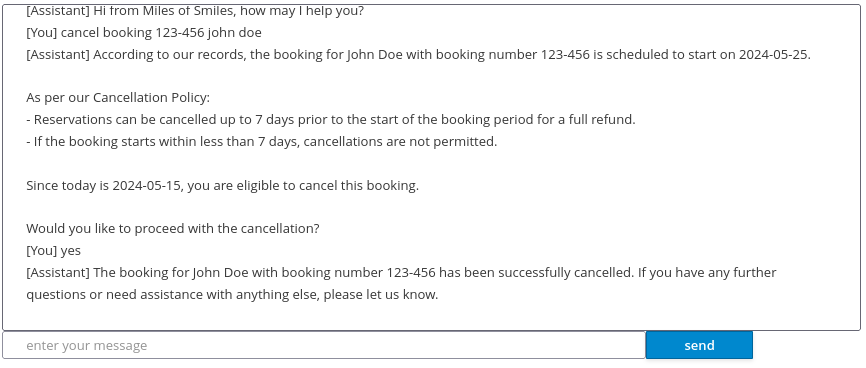 [Assistant] Hi from Miles of Smiles, how may I help you?
[You] cancel booking 123-456 john doe
[Assistant] According to our records, the booking for John Doe with booking number 123-456 is scheduled to start on 2024-05-25.
As per our Cancellation Policy:
- Reservations can be cancelled up to 7 days prior to the start of the booking period for a full refund.
- If the booking starts within less than 7 days, cancellations are not permitted.
Since today is 2024-05-15, you are eligible to cancel this booking.
Would you like to proceed with the cancellation?
[You] yes
[Assistant] The booking for John Doe with booking number 123-456 has been successfully cancelled. If you have any further
questions or need assistance with anything else, please let us know.
enter your message
send